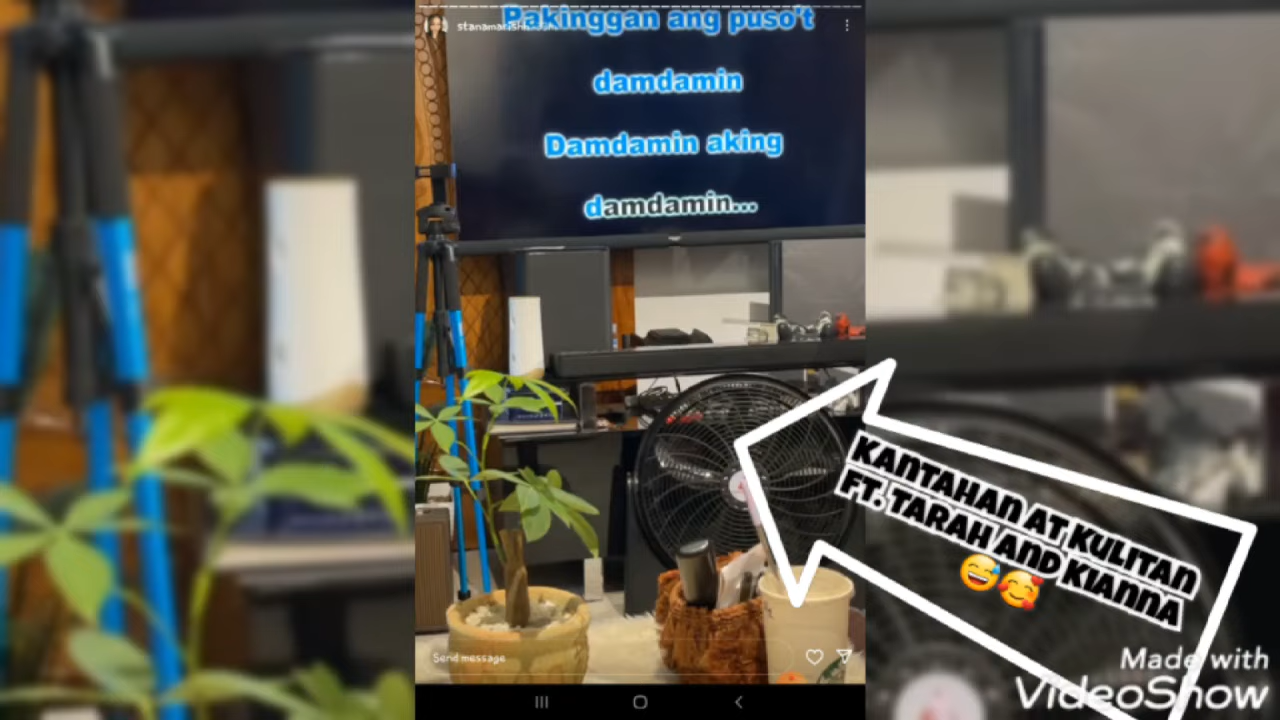 Pakinggan ang puso't
damdamin
Damdamin aking
damdamin...
KANTAHAN AT KULITAN
FT. TARAH AND KIANNA
😅🥰
Send message
Made with
VideoShow